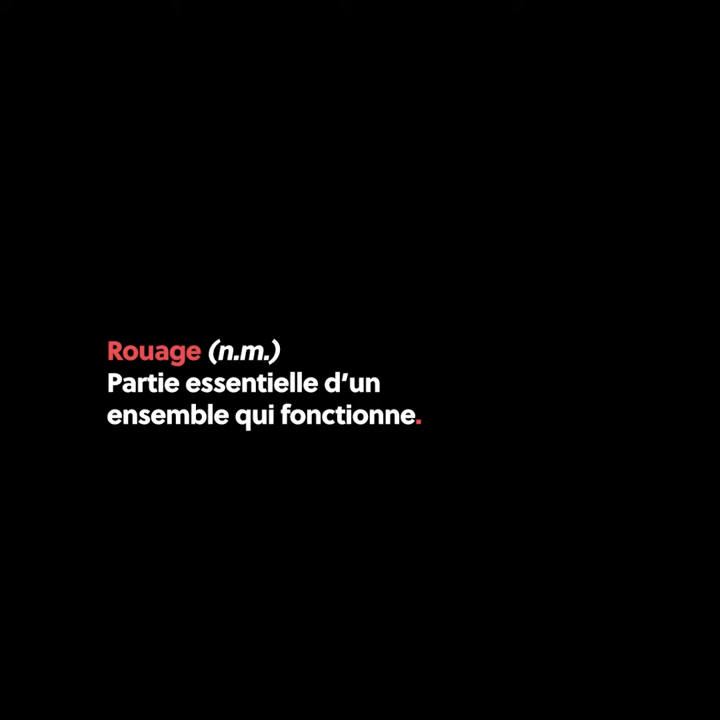 Rouage (n.m.)
Partie essentielle d’un
ensemble qui fonctionne.